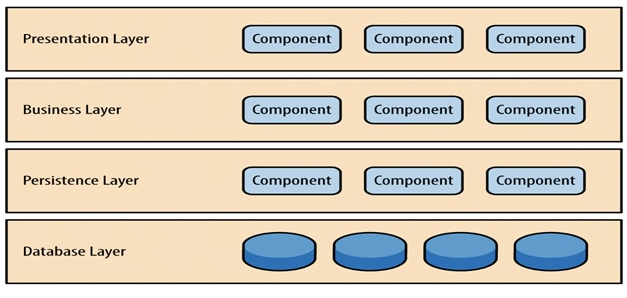 Presentation Layer Component Component Component
Business Layer Component Component Component
Persistence Layer Component Component Component
Database Layer